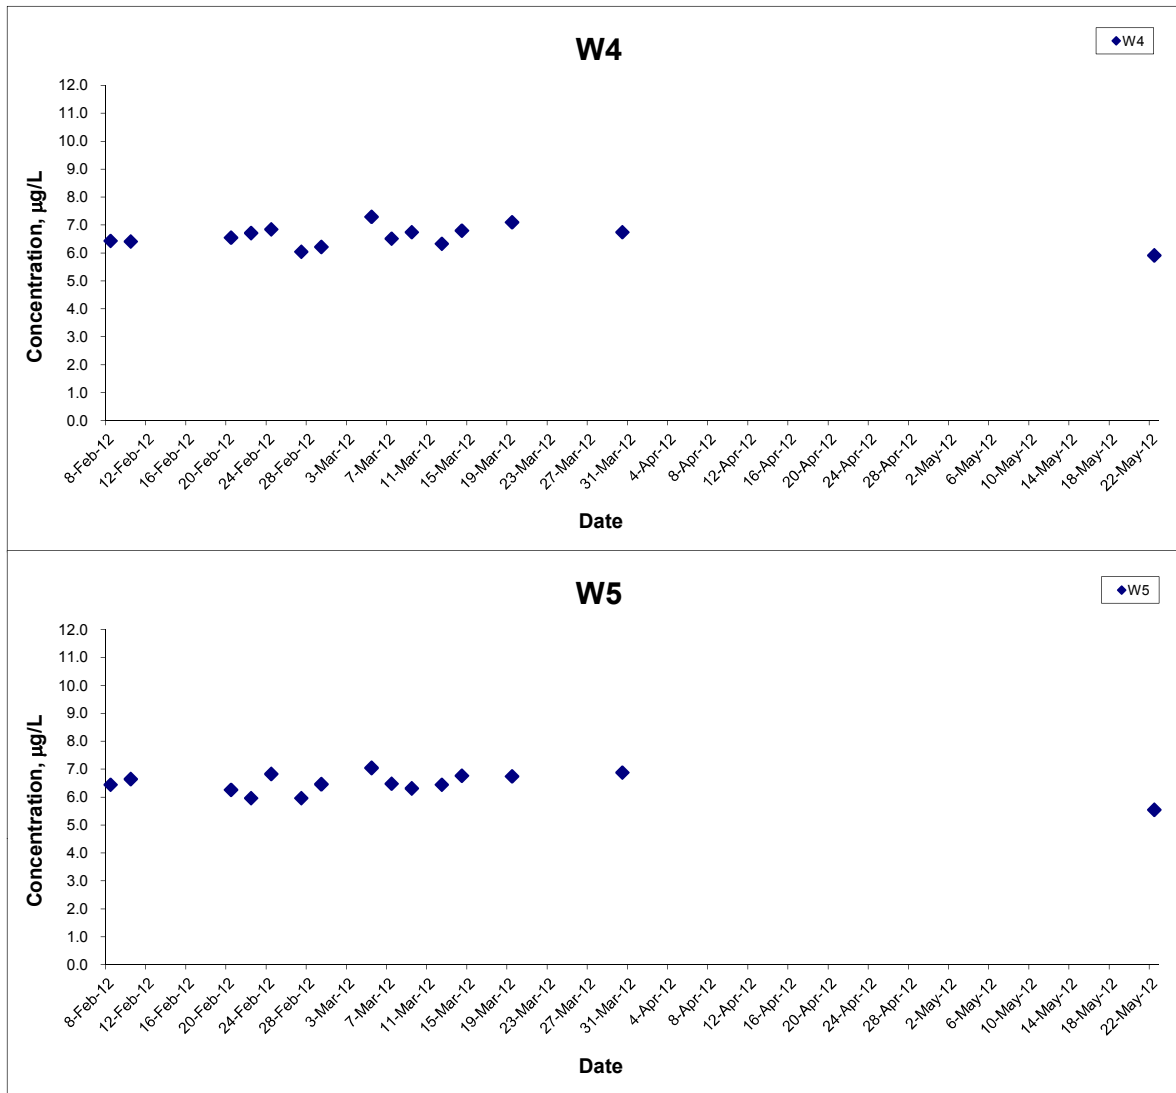 W4
W4
12.0
11.0
10.0
9.0
8.0
7.0
6.0
5.0
4.0
3.0
2.0
1.0
0.0
Concentration, µg/L
8-Feb-12
12-Feb-12
16-Feb-12
20-Feb-12
24-Feb-12
28-Feb-12
3-Mar-12
7-Mar-12
11-Mar-12
15-Mar-12
19-Mar-12
23-Mar-12
27-Mar-12
31-Mar-12
4-Apr-12
8-Apr-12
12-Apr-12
16-Apr-12
20-Apr-12
24-Apr-12
28-Apr-12
2-May-12
6-May-12
10-May-12
14-May-12
18-May-12
22-May-12
Date
W5
W5
12.0
11.0
10.0
9.0
8.0
7.0
6.0
5.0
4.0
3.0
2.0
1.0
0.0
Concentration, µg/L
8-Feb-12
12-Feb-12
16-Feb-12
20-Feb-12
24-Feb-12
28-Feb-12
3-Mar-12
7-Mar-12
11-Mar-12
15-Mar-12
19-Mar-12
23-Mar-12
27-Mar-12
31-Mar-12
4-Apr-12
8-Apr-12
12-Apr-12
16-Apr-12
20-Apr-12
24-Apr-12
28-Apr-12
2-May-12
6-May-12
10-May-12
14-May-12
18-May-12
22-May-12
Date